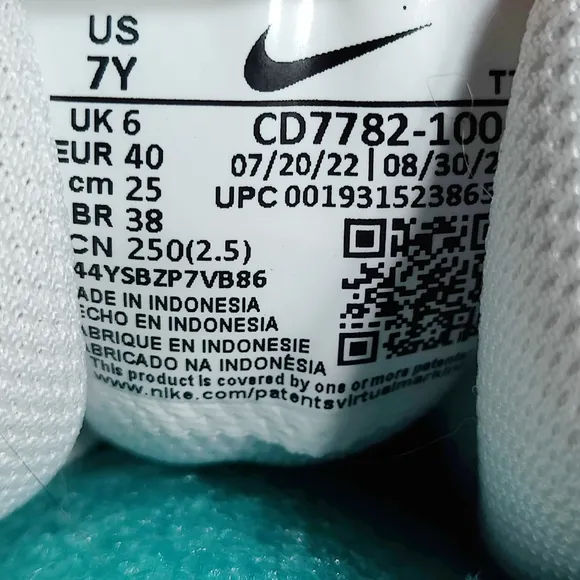 US
7Y
TT
UK 6
EUR 40
cm 25
BR 38
CN 250(2.5)
CD7782-100
07/20/22 | 08/30/2
UPC 00193152386
44YSBZP7VB86
ADE IN INDONESIA
ECHO EN INDONESIA
ABRIQUE EN INDONESIE
ABRICADO NA INDONÉSIA
This product is covered by one or more patents
www.nike.com/patentsvirtualmarkin